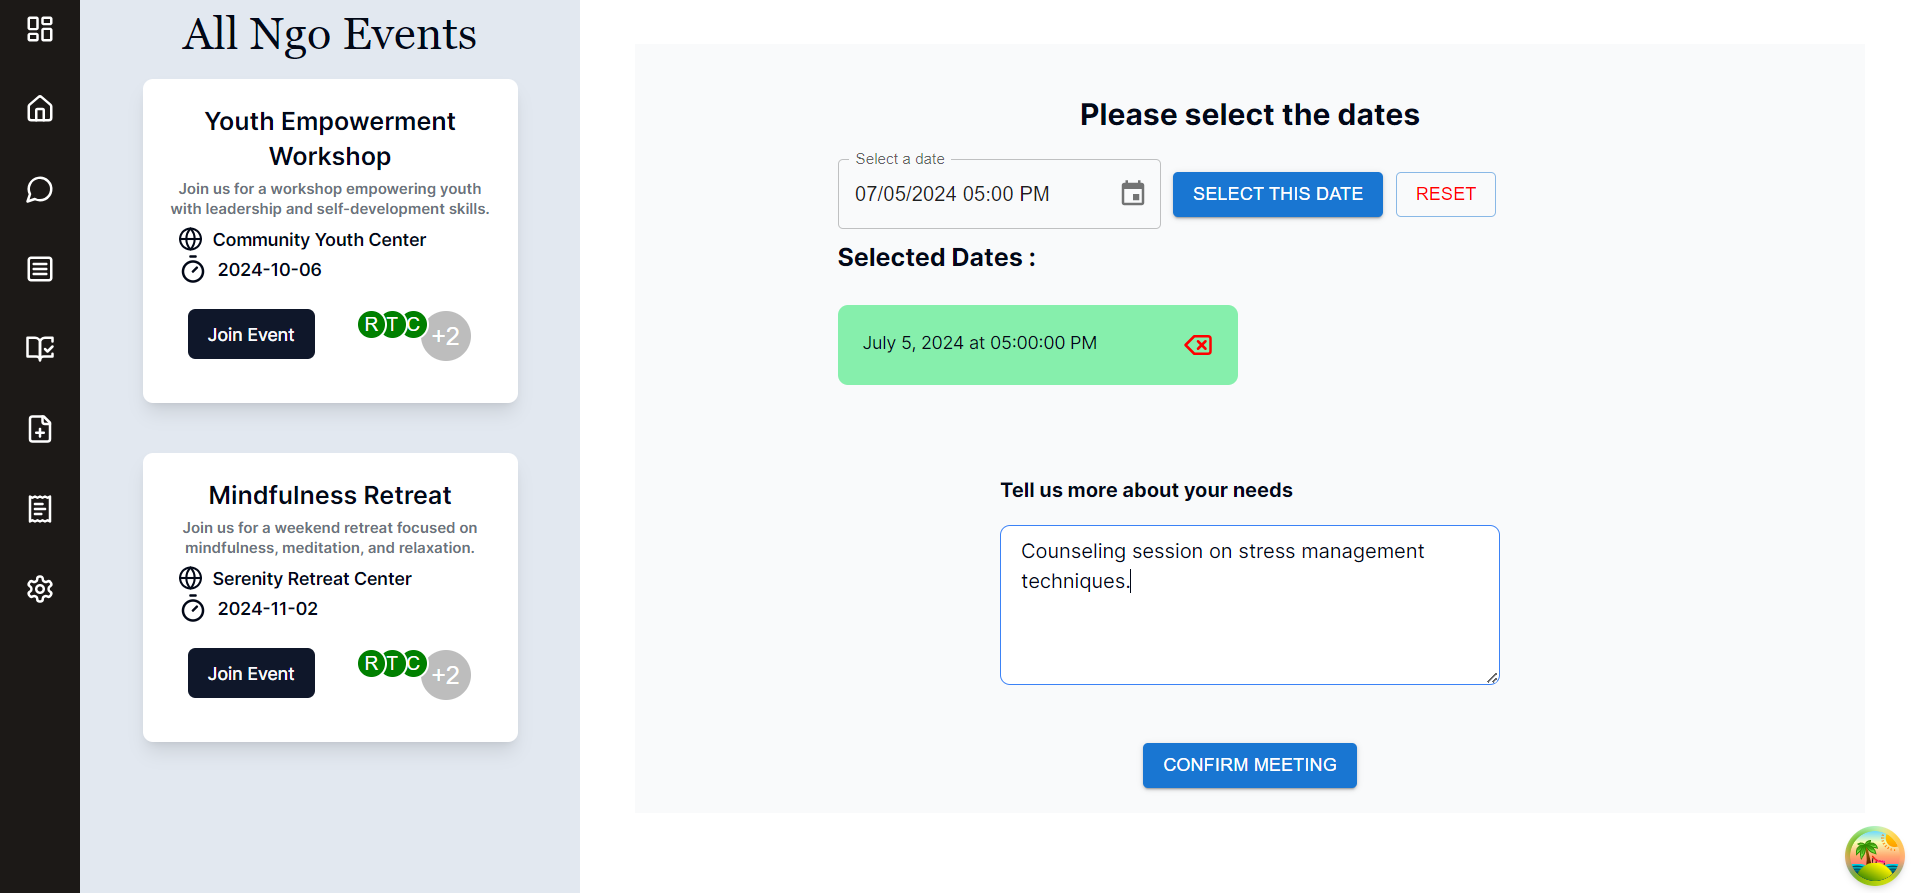 All Ngo Events
Youth Empowerment
Workshop
Join us for a workshop empowering youth
with leadership and self-development skills.
Community Youth Center
2024-10-06
Join Event
R T C +2
Mindfulness Retreat
Join us for a weekend retreat focused on
mindfulness, meditation, and relaxation.
Serenity Retreat Center
2024-11-02
Join Event
R T C +2
Please select the dates
Select a date
07/05/2024 05:00 PM
SELECT THIS DATE
RESET
Selected Dates :
July 5, 2024 at 05:00:00 PM
Tell us more about your needs
Counseling session on stress management
techniques.
CONFIRM MEETING